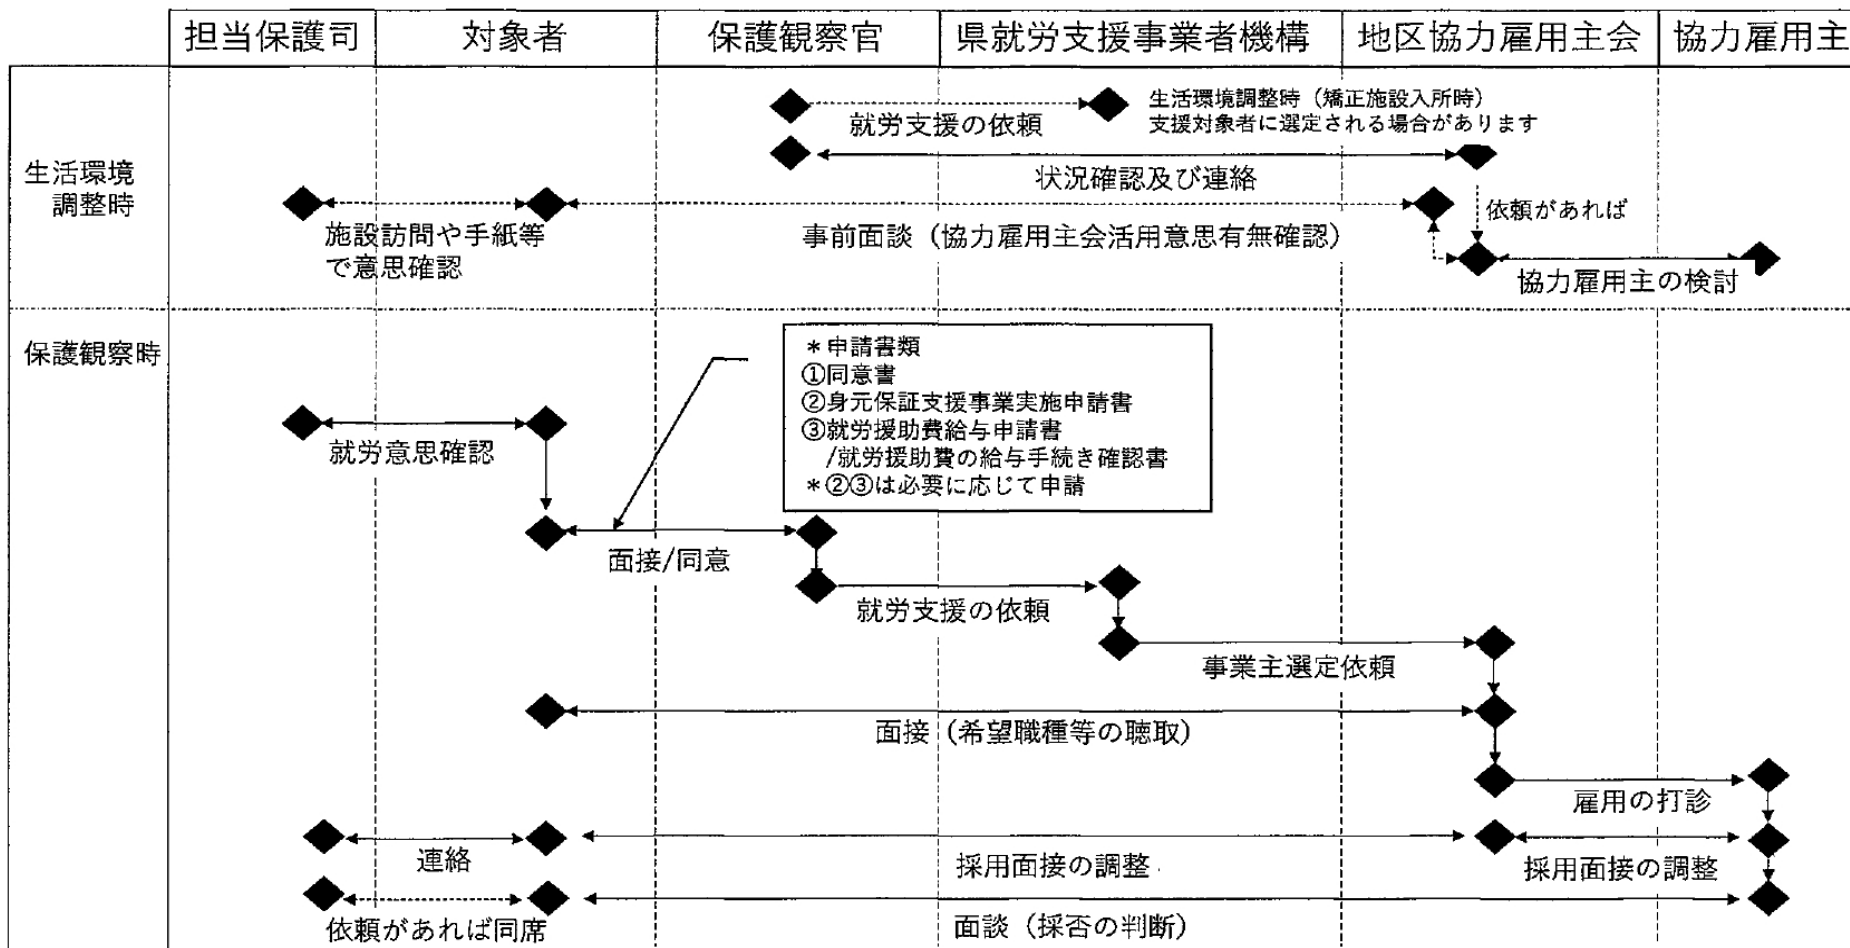 担当保護司
対象者
保護観察官
県就労支援事業者機構
地区協力雇用主会
協力雇用主
生活環境
調整時
就労支援の依頼
生活環境調整時（矯正施設入所時）
支援対象者に選定される場合があります
状況確認及び連絡
施設訪問や手紙等
で意思確認
事前面談（協力雇用主会活用意思有無確認）
依頼があれば
協力雇用主の検討
保護観察時
＊申請書類
①同意書
②身元保証支援事業実施申請書
③就労援助費給与申請書
/就労援助費の給与手続き確認書
＊②③は必要に応じて申請
就労意思確認
面接/同意
就労支援の依頼
事業主選定依頼
面接（希望職種等の聴取）
雇用の打診
連絡
採用面接の調整
採用面接の調整
依頼があれば同席
面談（採否の判断）